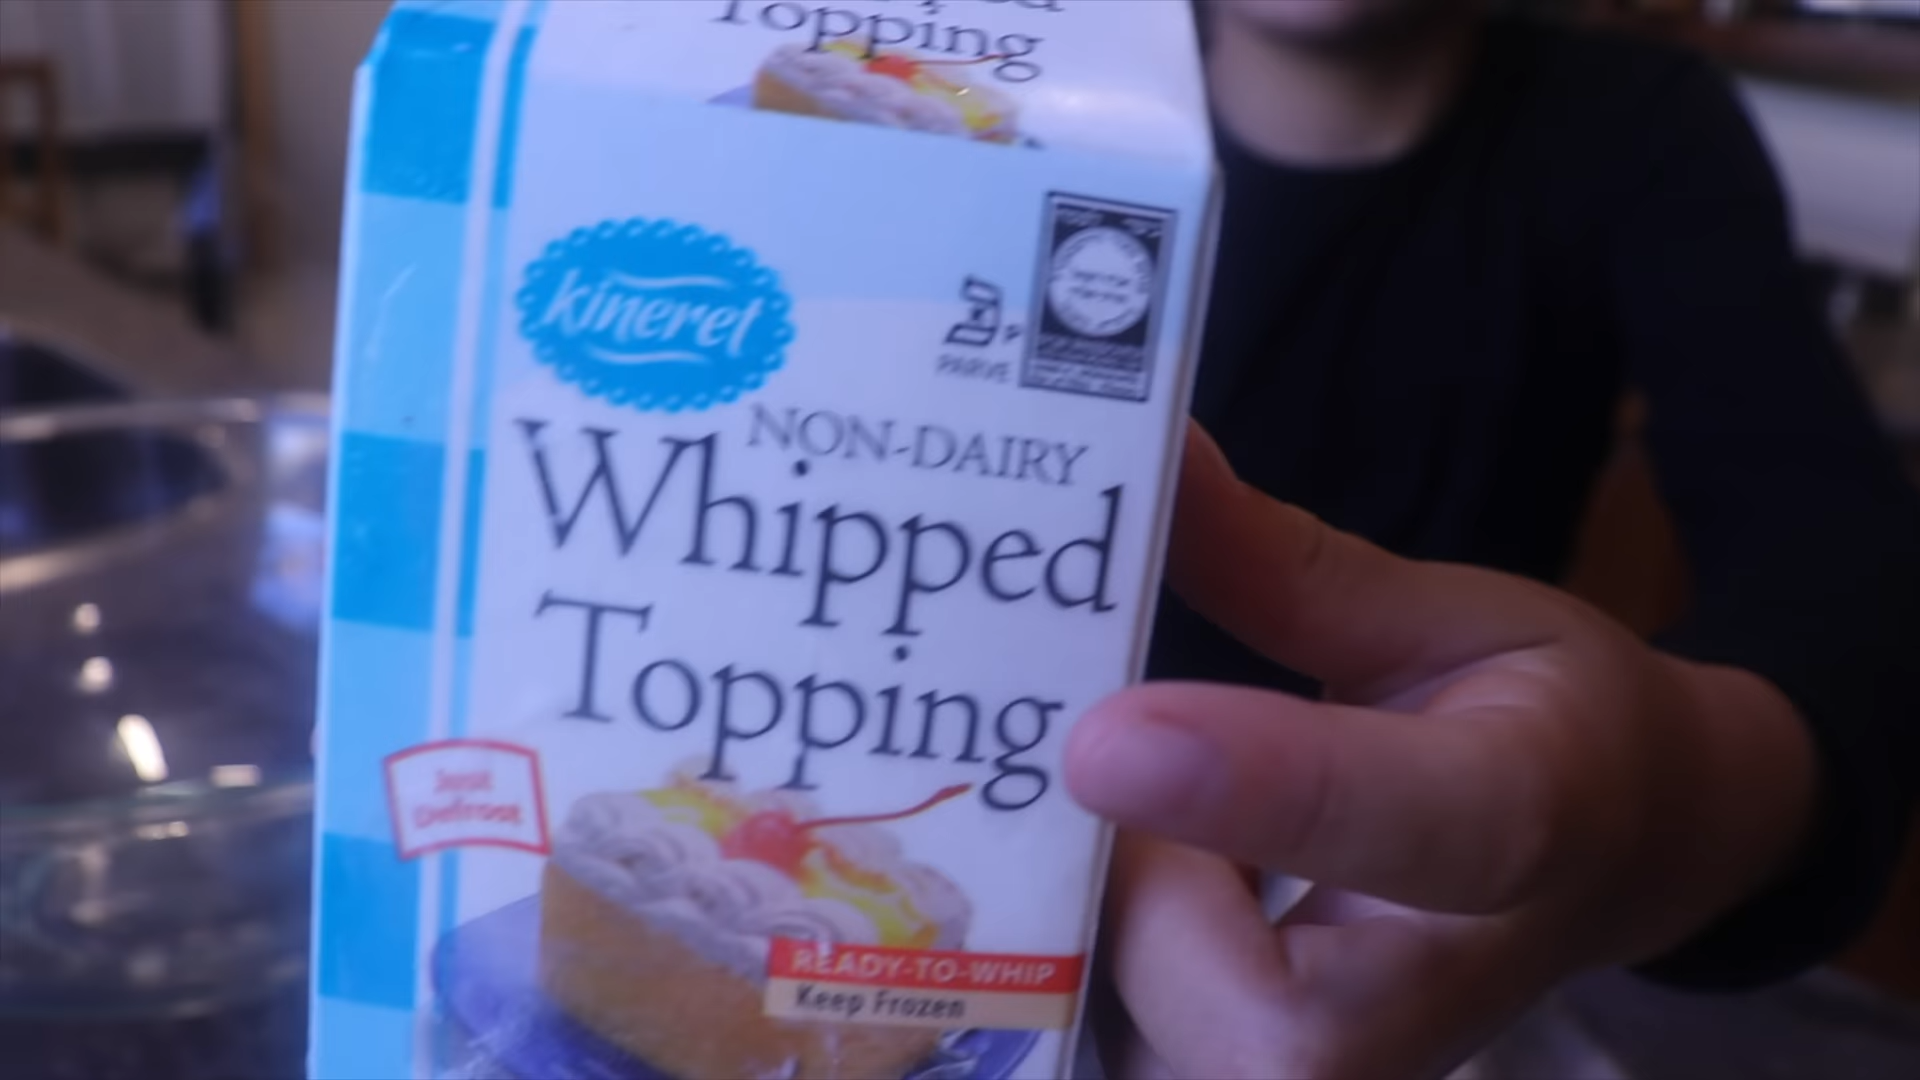 Topping
kineret
P
PARVE
NON-DAIRY
Whipped
Topping
Just
Defrost
READY-TO-WHIP
Keep Frozen